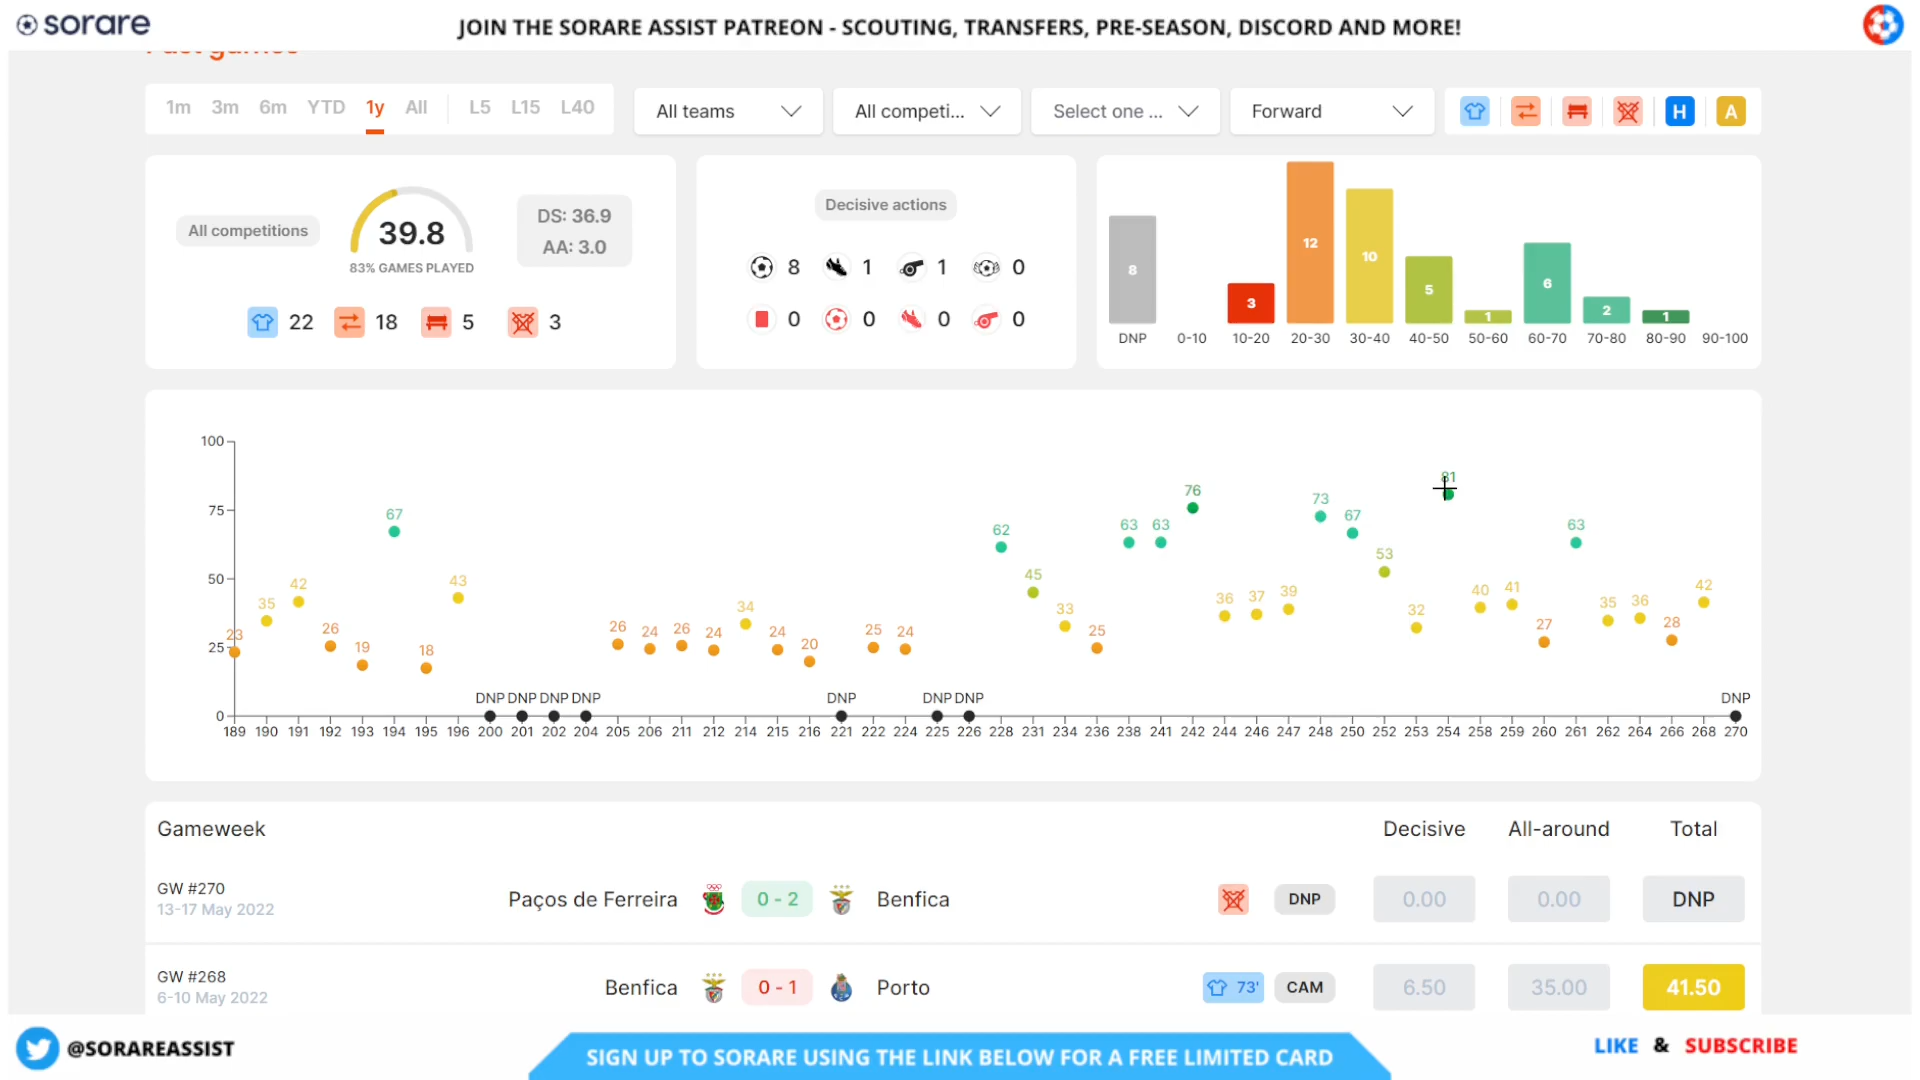 sorare
JOIN THE SORARE ASSIST PATREON - SCOUTING, TRANSFERS, PRE-SEASON, DISCORD AND MORE!
Past games
1m 3m 6m YTD 1y All L5 L15 L40
All teams
All competi...
Select one ...
Forward
H
A
All competitions
39.8
83% GAMES PLAYED
DS: 36.9
AA: 3.0
22 18 5 3
Decisive actions
8 1 1 0
0 0 0 0
8 3 12 10 5 1 6 2 1
DNP 0-10 10-20 20-30 30-40 40-50 50-60 60-70 70-80 80-90 90-100
100
75
50
25
0
23 35 42 26 19 67 18 43 DNP DNP DNP DNP 26 24 26 24 34 24 20 DNP 25 24 DNP DNP 62 45 33 25 63 63 76 36 37 39 73 67 53 32 81 40 41 27 63 35 36 28 42 DNP
189 190 191 192 193 194 195 196 200 201 202 204 205 206 211 212 214 215 216 221 222 224 225 226 228 231 234 236 238 241 242 244 246 247 248 250 252 253 254 258 259 260 261 262 264 266 268 270
Gameweek Decisive All-around Total
GW #270
13-17 May 2022
Paços de Ferreira 0 - 2 Benfica DNP 0.00 0.00 DNP
GW #268
6-10 May 2022
Benfica 0 - 1 Porto 73' CAM 6.50 35.00 41.50
@SORAREASSIST
SIGN UP TO SORARE USING THE LINK BELOW FOR A FREE LIMITED CARD
LIKE & SUBSCRIBE